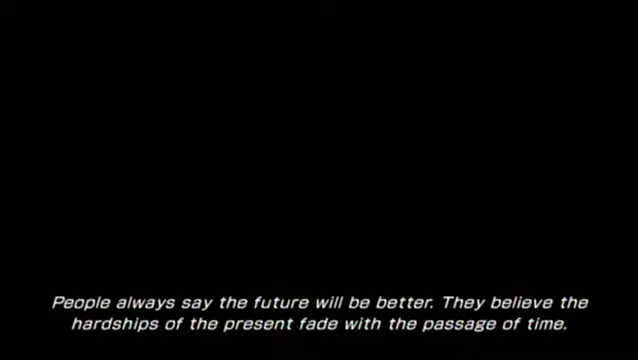 People always say the future will be better. They believe the
hardships of the present fade with the passage of time.